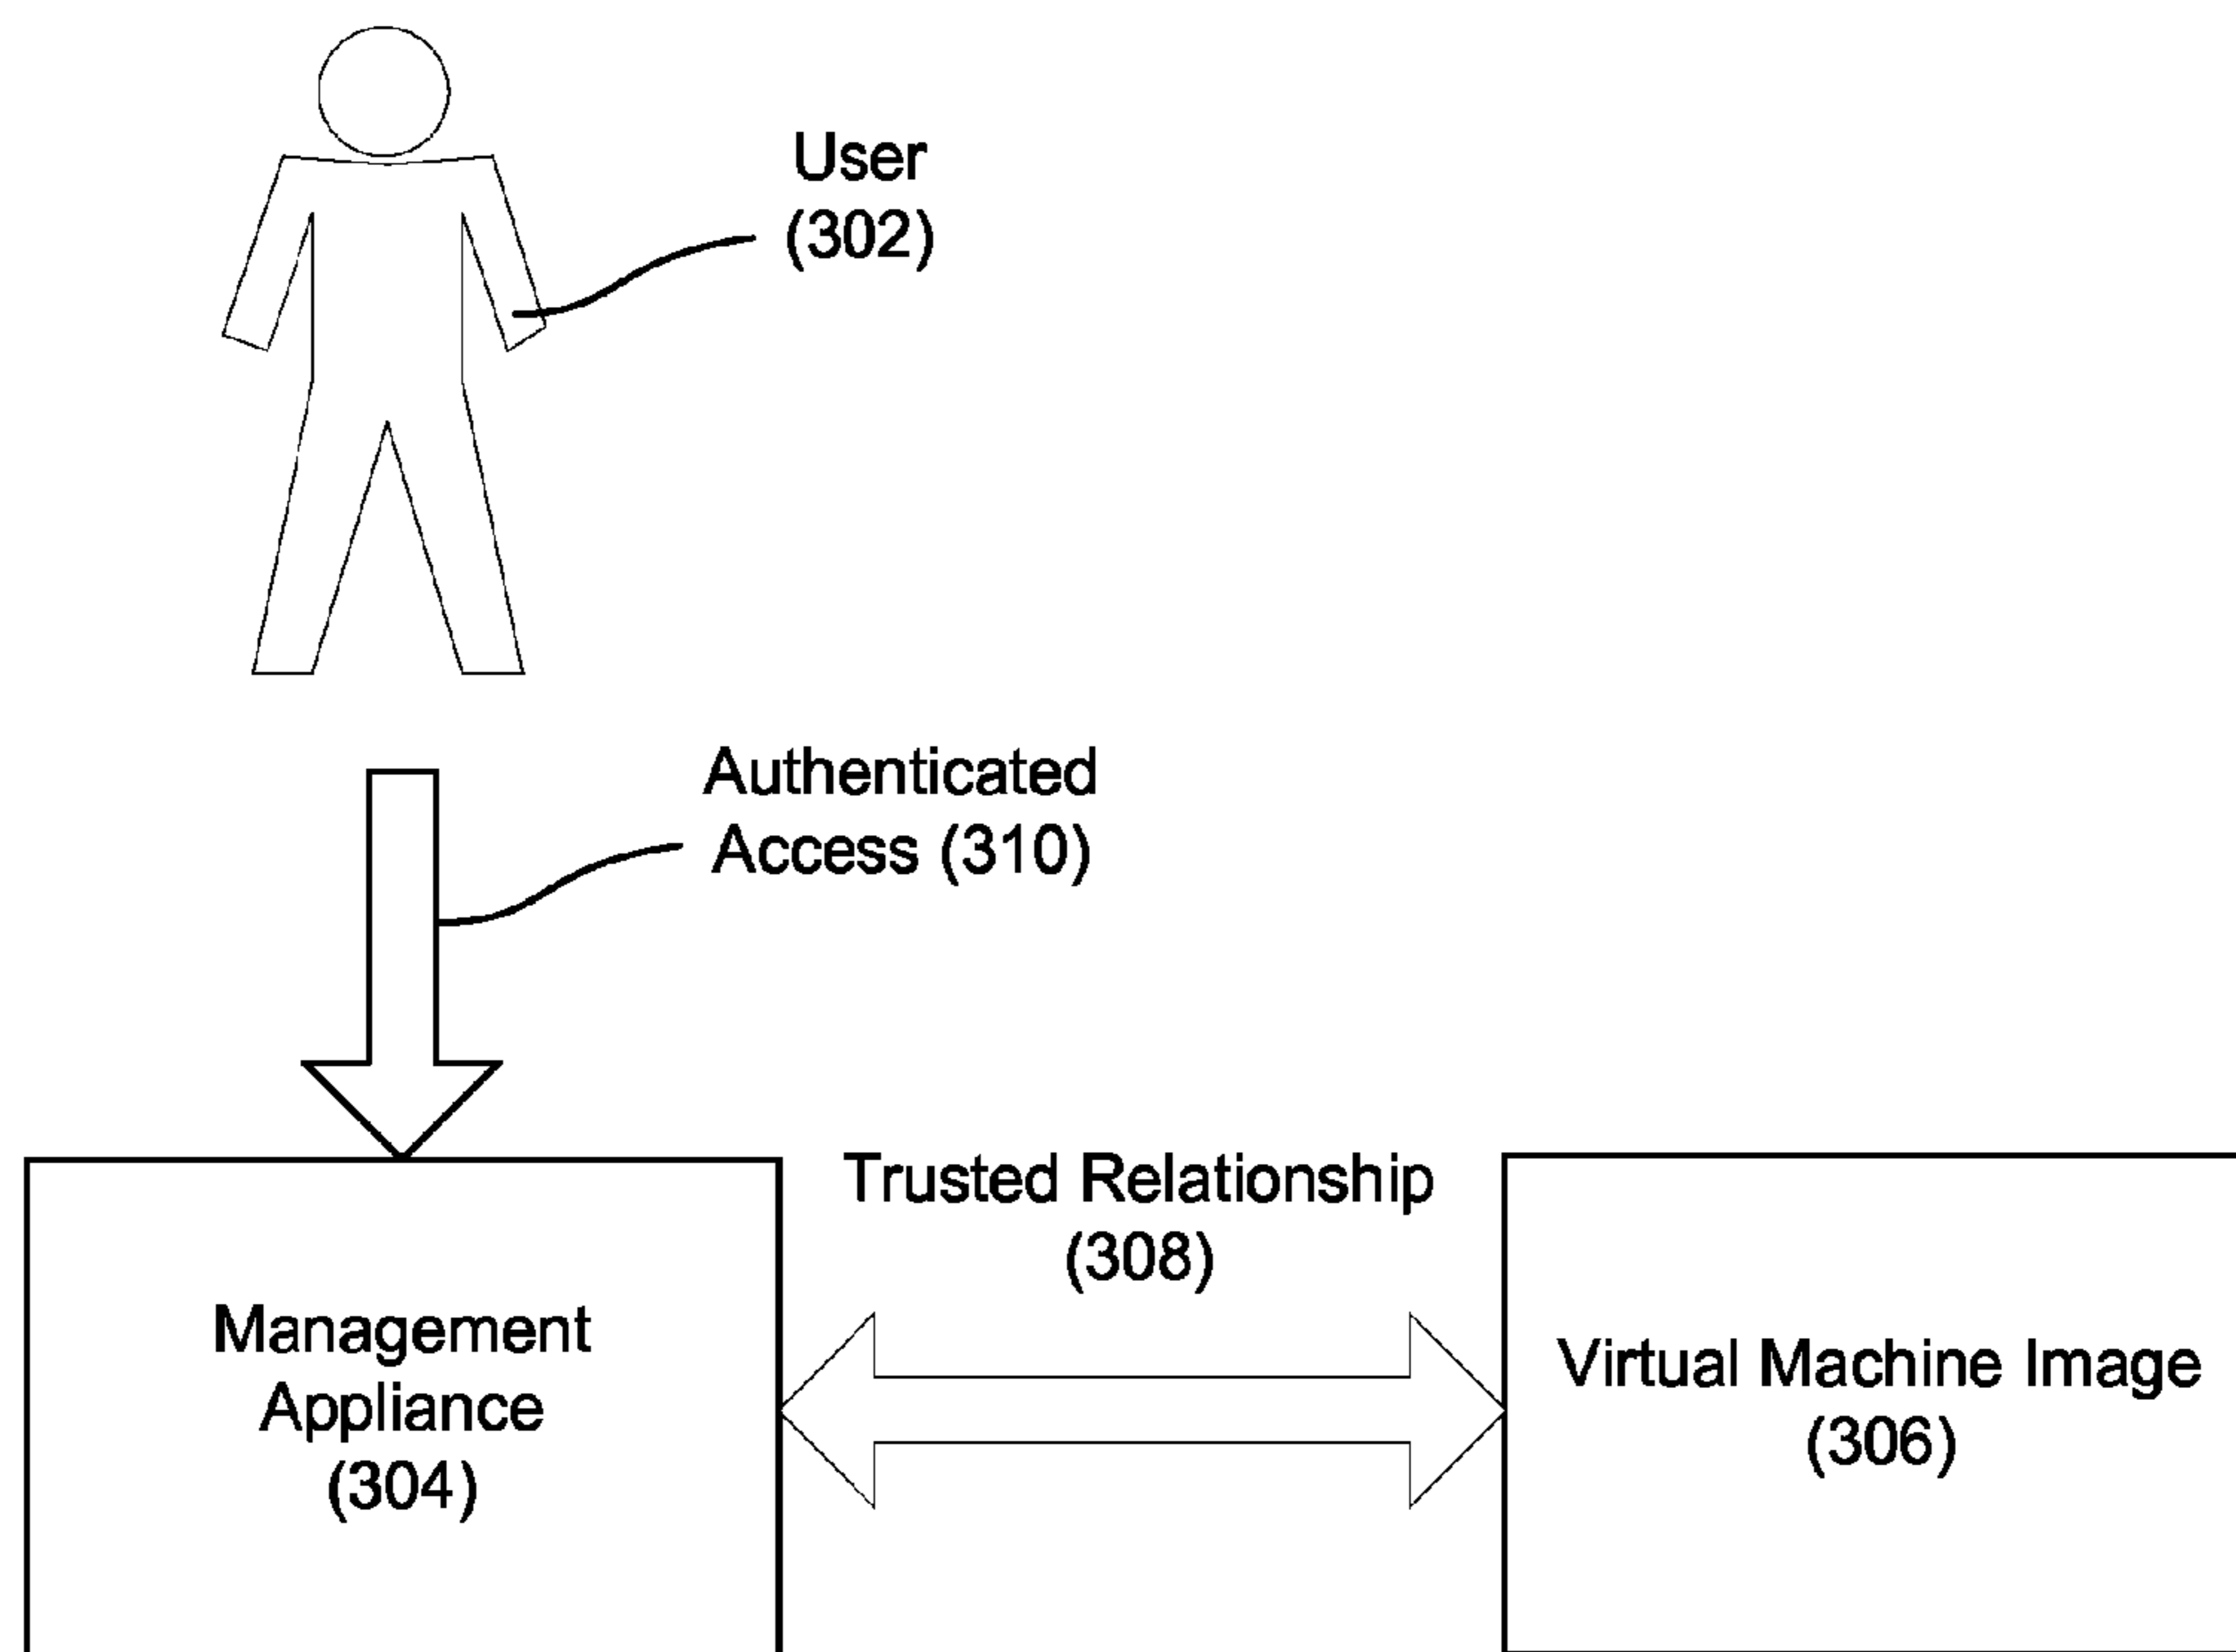 User
(302)
Authenticated
Access (310)
Trusted Relationship
(308)
Management
Appliance
(304)
Virtual Machine Image
(306)